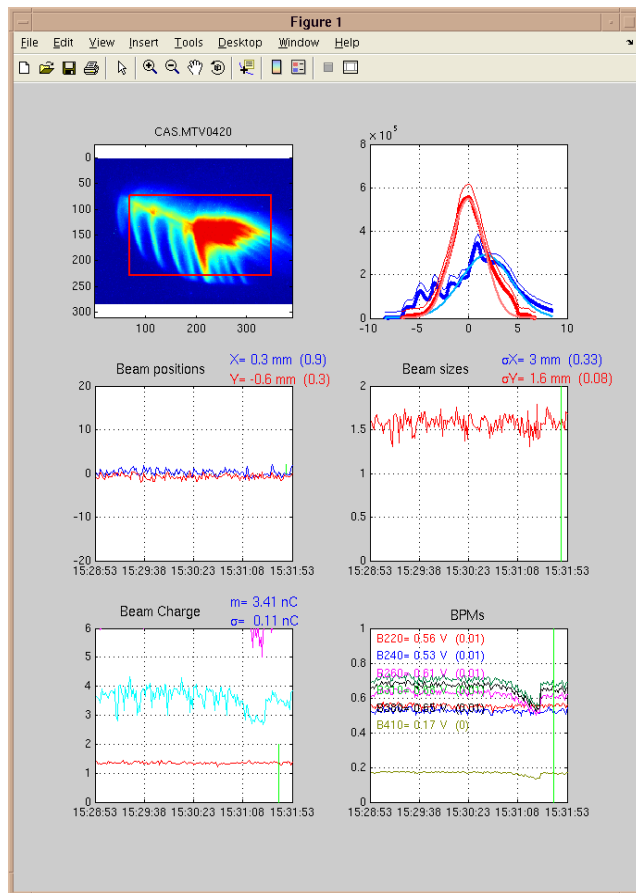 Figure 1
File Edit View Insert Tools Desktop Window Help
CAS.MTV0420
0
50
100
150
200
250
300
100 200 300
× 10^5
8
6
4
2
0
-10 -5 0 5 10
Beam positions
X= 0.3 mm (0.9)
Y= -0.6 mm (0.3)
20
10
0
-10
-20
15:28:53 15:29:38 15:30:23 15:31:08 15:31:53
Beam sizes
σX= 3 mm (0.33)
σY= 1.6 mm (0.08)
2
1.5
1
0.5
0
15:28:53 15:29:38 15:30:23 15:31:08 15:31:53
Beam Charge
m= 3.41 nC
σ= 0.11 nC
6
5
4
3
2
1
0
15:28:53 15:29:38 15:30:23 15:31:08 15:31:53
BPMs
1
0.8
0.6
0.4
0.2
0
B220= 0.56 V (0.01)
B240= 0.53 V (0.01)
B260= 0.61 V (0.01)
B410= 0.17 V (0)
15:28:53 15:29:38 15:30:23 15:31:08 15:31:53